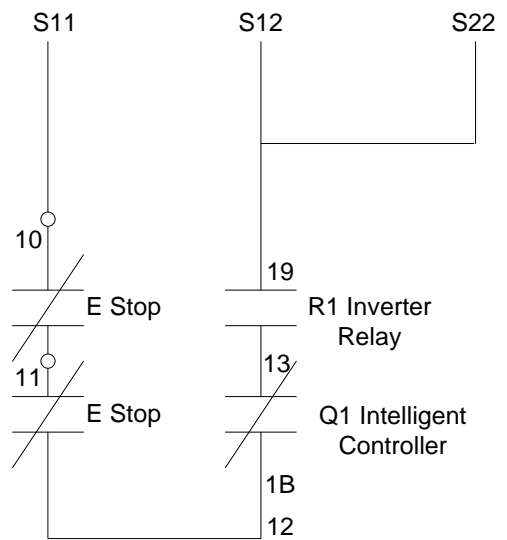 S11
S12
S22
10
19
E Stop
R1 Inverter
Relay
11
13
E Stop
Q1 Intelligent
Controller
1B
12